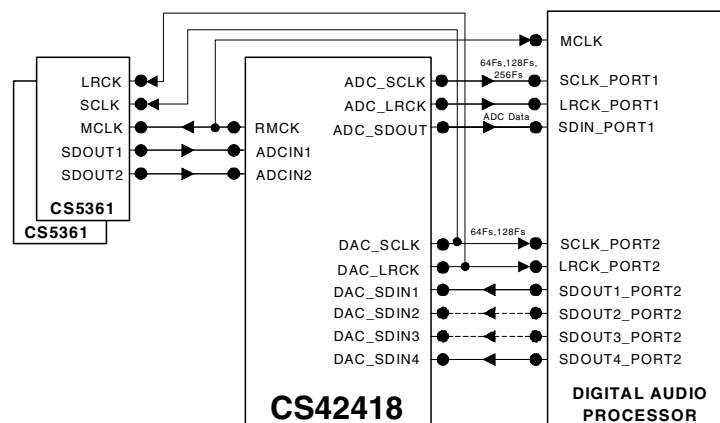 LRCK
SCLK
MCLK
SDOUT1
SDOUT2
CS5361
CS5361
RMCK
ADCIN1
ADCIN2
ADC_SCLK
ADC_LRCK
ADC_SDOUT
DAC_SCLK
DAC_LRCK
DAC_SDIN1
DAC_SDIN2
DAC_SDIN3
DAC_SDIN4
CS42418
64Fs,128Fs,
256Fs
ADC Data
64Fs,128Fs
MCLK
SCLK_PORT1
LRCK_PORT1
SDIN_PORT1
SCLK_PORT2
LRCK_PORT2
SDOUT1_PORT2
SDOUT2_PORT2
SDOUT3_PORT2
SDOUT4_PORT2
DIGITAL AUDIO
PROCESSOR